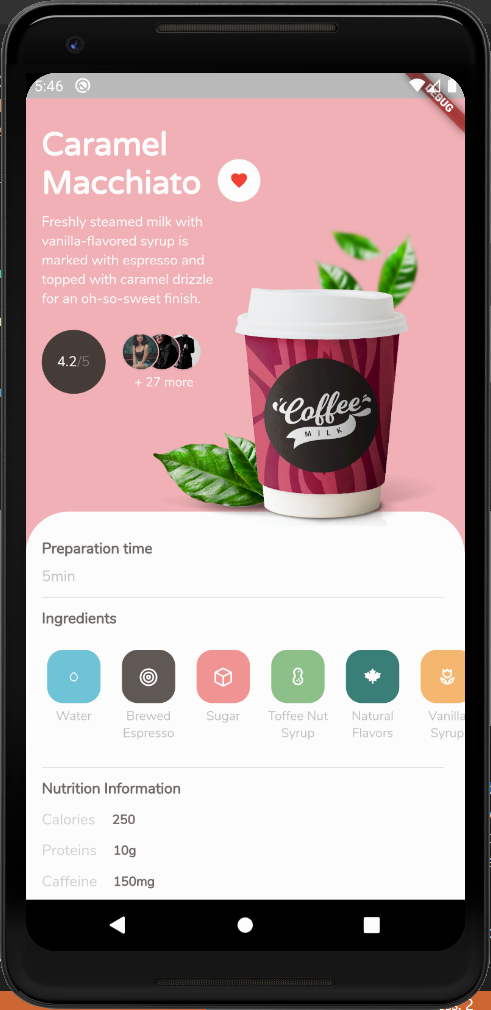 5:46
DEBUG
Caramel
Macchiato
Freshly steamed milk with
vanilla-flavored syrup is
marked with espresso and
topped with caramel drizzle
for an oh-so-sweet finish.
4.2/5
+ 27 more
Coffee
MILK
Preparation time
5min
Ingredients
Water
Brewed
Espresso
Sugar
Toffee Nut
Syrup
Natural
Flavors
Vanilla
Syrup
Nutrition Information
Calories 250
Proteins 10g
Caffeine 150mg